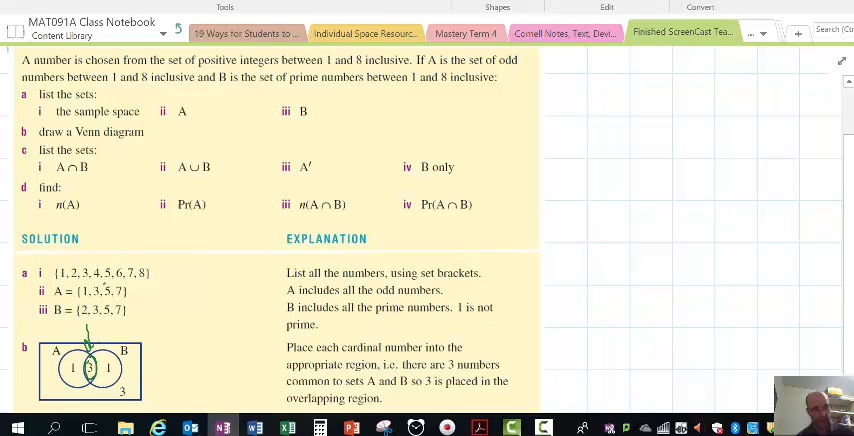 Tools Shapes Edit Convert
MAT091A Class Notebook
Content Library
19 Ways for Students to ... Individual Space Resourc... Mastery Term 4 Cornell Notes, Text, Devi... Finished ScreenCast Tea... ... + Search (Ctrl
A number is chosen from the set of positive integers between 1 and 8 inclusive. If A is the set of odd
numbers between 1 and 8 inclusive and B is the set of prime numbers between 1 and 8 inclusive:
a list the sets:
i the sample space ii A iii B
b draw a Venn diagram
c list the sets:
i A ∩ B ii A ∪ B iii A′ iv B only
d find:
i n(A) ii Pr(A) iii n(A ∩ B) iv Pr(A ∩ B)
SOLUTION EXPLANATION
a i {1, 2, 3, 4, 5, 6, 7, 8} List all the numbers, using set brackets.
ii A = {1, 3, 5, 7} A includes all the odd numbers.
iii B = {2, 3, 5, 7} B includes all the prime numbers. 1 is not
prime.
b Place each cardinal number into the
A B appropriate region, i.e. there are 3 numbers
1 3 1 common to sets A and B so 3 is placed in the
3 overlapping region.